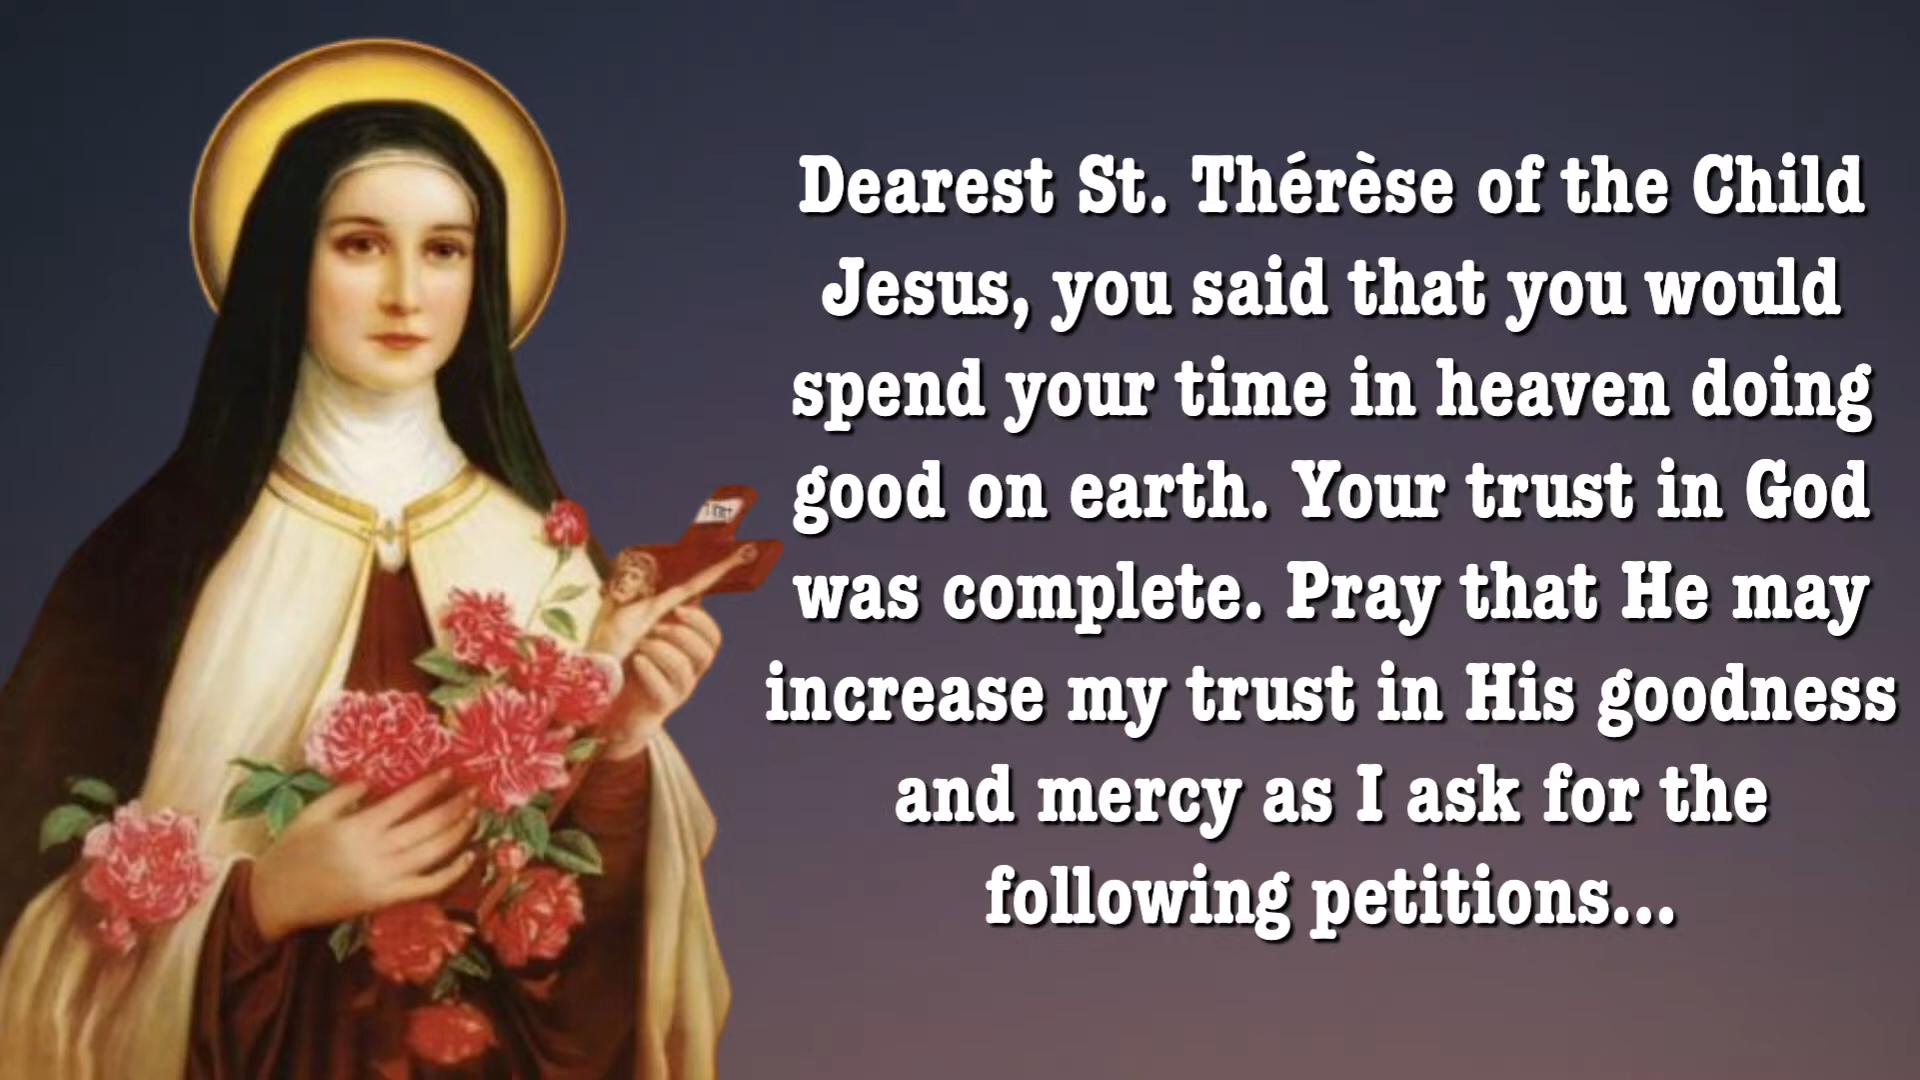 Dearest St. Thérèse of the Child
Jesus, you said that you would
spend your time in heaven doing
good on earth. Your trust in God
was complete. Pray that He may
increase my trust in His goodness
and mercy as I ask for the
following petitions...